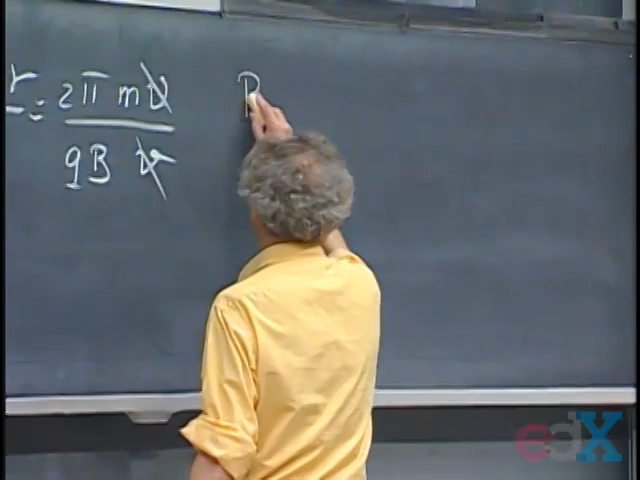 r = 2π m v P
qB v
edX